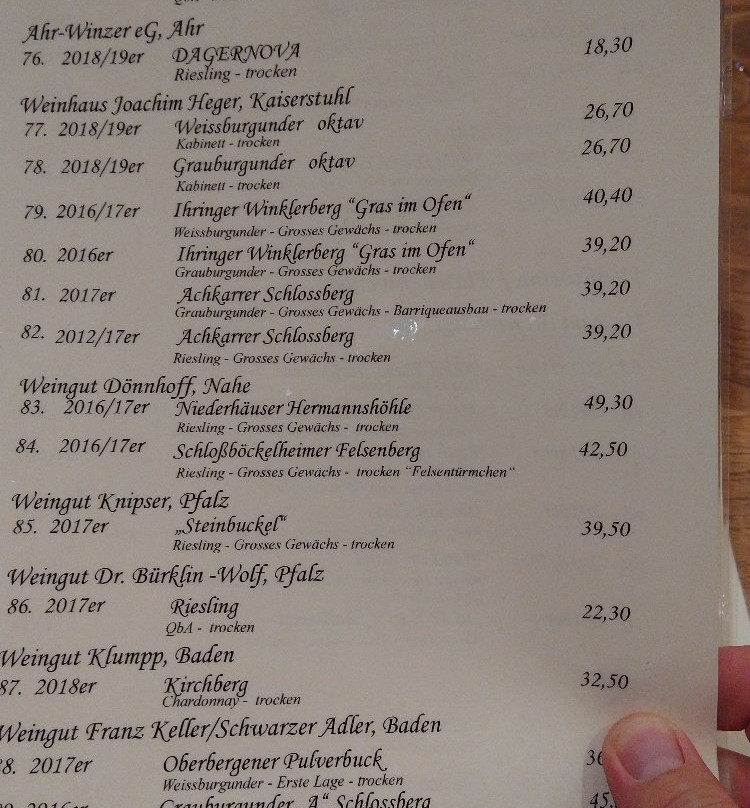 Ahr-Winzer eG, Ahr
76. 2018/19er DAGERNOVA 18,30
Riesling - trocken
Weinhaus Joachim Heger, Kaiserstuhl
77. 2018/19er Weissburgunder oktav 26,70
Kabinett - trocken
78. 2018/19er Grauburgunder oktav 26,70
Kabinett - trocken
79. 2016/17er Ihringer Winklerberg "Gras im Ofen" 40,40
Weissburgunder - Grosses Gewächs - trocken
80. 2016er Ihringer Winklerberg "Gras im Ofen" 39,20
Grauburgunder - Grosses Gewächs - trocken
81. 2017er Achkarrer Schlossberg 39,20
Grauburgunder - Grosses Gewächs - Barriqueausbau - trocken
82. 2012/17er Achkarrer Schlossberg 39,20
Riesling - Grosses Gewächs - trocken
Weingut Dönnhoff, Nahe
83. 2016/17er Niederhäuser Hermannshöhle 49,30
Riesling - Grosses Gewächs - trocken
84. 2016/17er Schloßböckelheimer Felsenberg 42,50
Riesling - Grosses Gewächs - trocken "Felsentürmchen"
Weingut Knipser, Pfalz
85. 2017er „Steinbuckel" 39,50
Riesling - Grosses Gewächs - trocken
Weingut Dr. Bürklin -Wolf, Pfalz
86. 2017er Riesling 22,30
QbA - trocken
Weingut Klumpp, Baden
87. 2018er Kirchberg 32,50
Chardonnay - trocken
Weingut Franz Keller/Schwarzer Adler, Baden
8. 2017er Oberbergener Pulverbuck
Weissburgunder - Erste Lage - trocken
Grauburgunder „A" Schlossberg 45,